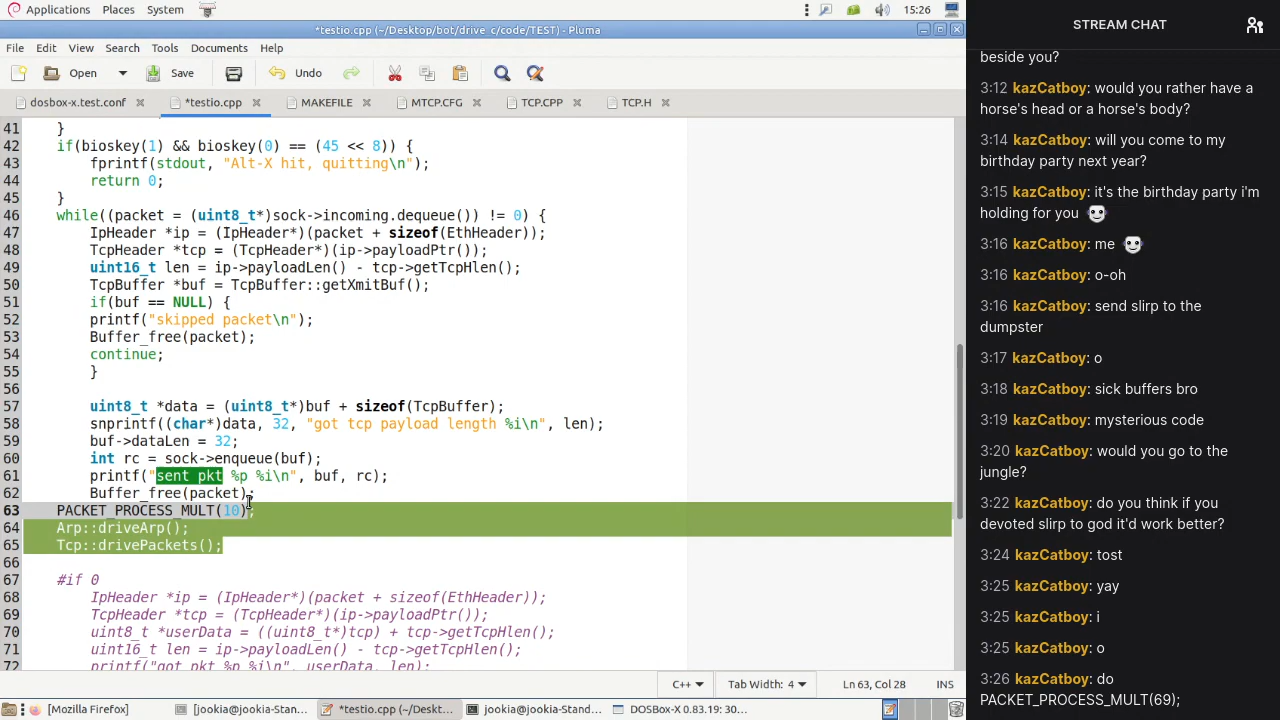 Applications Places System 15:26
*testio.cpp (~/Desktop/bot/drive_c/code/TEST) - Pluma
File Edit View Search Tools Documents Help
Open Save Undo
dosbox-x.test.conf *testio.cpp MAKEFILE MTCP.CFG TCP.CPP TCP.H
41 }
42 if(bioskey(1) && bioskey(0) == (45 << 8)) {
43 fprintf(stdout, "Alt-X hit, quitting\n");
44 return 0;
45 }
46 while((packet = (uint8_t*)sock->incoming.dequeue()) != 0) {
47 IpHeader *ip = (IpHeader*)(packet + sizeof(EthHeader));
48 TcpHeader *tcp = (TcpHeader*)(ip->payloadPtr());
49 uint16_t len = ip->payloadLen() - tcp->getTcpHlen();
50 TcpBuffer *buf = TcpBuffer::getXmitBuf();
51 if(buf == NULL) {
52 printf("skipped packet\n");
53 Buffer_free(packet);
54 continue;
55 }
56
57 uint8_t *data = (uint8_t*)buf + sizeof(TcpBuffer);
58 snprintf((char*)data, 32, "got tcp payload length %i\n", len);
59 buf->dataLen = 32;
60 int rc = sock->enqueue(buf);
61 printf("sent pkt %p %i\n", buf, rc);
62 Buffer_free(packet);
63 PACKET_PROCESS_MULT(10);
64 Arp::driveArp();
65 Tcp::drivePackets();
66
67 #if 0
68 IpHeader *ip = (IpHeader*)(packet + sizeof(EthHeader));
69 TcpHeader *tcp = (TcpHeader*)(ip->payloadPtr());
70 uint8_t *userData = ((uint8_t*)tcp) + tcp->getTcpHlen();
71 uint16_t len = ip->payloadLen() - tcp->getTcpHlen();
72 printf("got pkt %p %i\n", userData, len);
C++ Tab Width: 4 Ln 63, Col 28 INS
[Mozilla Firefox] [jookia@jookia-Stan... *testio.cpp (~/Deskt... jookia@jookia-Stand... DOSBox-X 0.83.19: 30...
STREAM CHAT
beside you?
3:12 kazCatboy: would you rather have a
horse's head or a horse's body?
3:14 kazCatboy: will you come to my
birthday party next year?
3:15 kazCatboy: it's the birthday party i'm
holding for you
3:16 kazCatboy: me
3:16 kazCatboy: o-oh
3:16 kazCatboy: send slirp to the
dumpster
3:17 kazCatboy: o
3:18 kazCatboy: sick buffers bro
3:19 kazCatboy: mysterious code
3:20 kazCatboy: would you go to the
jungle?
3:22 kazCatboy: do you think if you
devoted slirp to god it'd work better?
3:24 kazCatboy: tost
3:25 kazCatboy: yay
3:25 kazCatboy: i
3:25 kazCatboy: o
3:26 kazCatboy: do
PACKET_PROCESS_MULT(69);